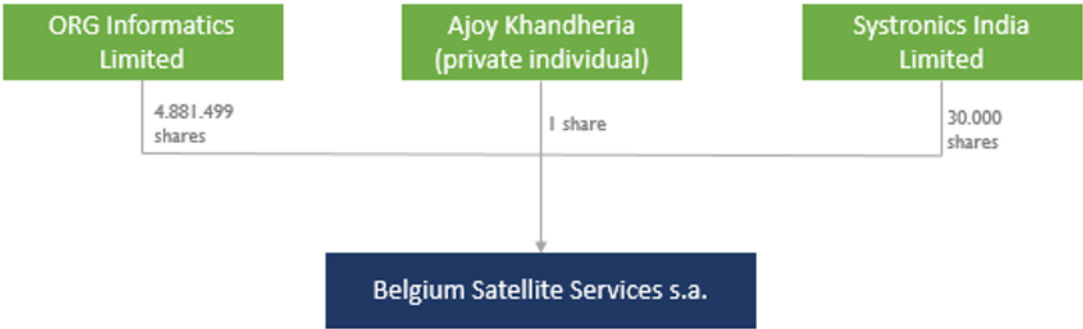 ORG Informatics
Limited
Ajoy Khandheria
(private individual)
Systronics India
Limited
4.881.499
shares
1 share
30.000
shares
Belgium Satellite Services s.a.